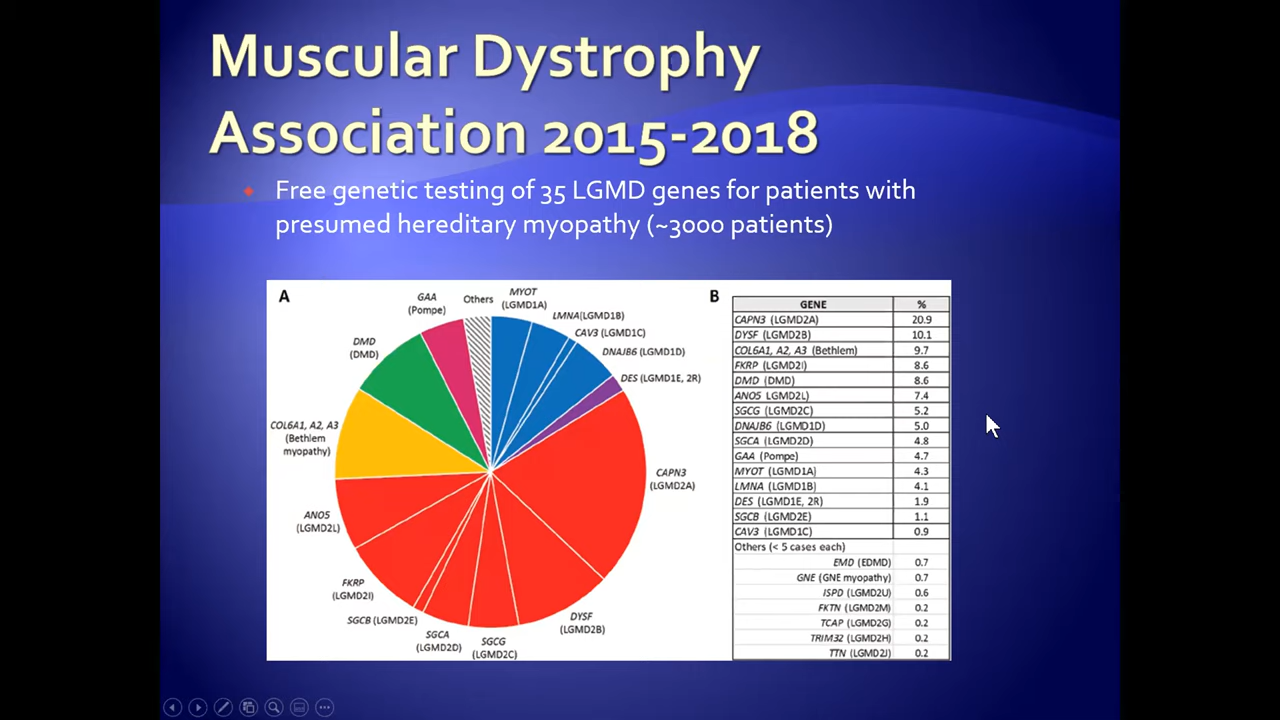 Muscular Dystrophy
Association 2015-2018
Free genetic testing of 35 LGMD genes for patients with
presumed hereditary myopathy (~3000 patients)
A
GAA
(Pompe)
Others
MYOT
(LGMD1A)
LMNA(LGMD1B)
CAV3 (LGMD1C)
DNAJB6 (LGMD1D)
DES (LGMD1E, 2R)
DMD
(DMD)
COL6A1, A2, A3
(Bethlem
myopathy)
CAPN3
(LGMD2A)
ANO5
(LGMD2L)
FKRP
(LGMD2I)
SGCB (LGMD2E)
SGCA
(LGMD2D)
SGCG
(LGMD2C)
DYSF
(LGMD2B)
B
GENE %
CAPN3 (LGMD2A) 20.9
DYSF (LGMD2B) 10.1
COL6A1, A2, A3 (Bethlem) 9.7
FKRP (LGMD2I) 8.6
DMD (DMD) 8.6
ANO5 LGMD2L) 7.4
SGCG (LGMD2C) 5.2
DNAJB6 (LGMD1D) 5.0
SGCA (LGMD2D) 4.8
GAA (Pompe) 4.7
MYOT (LGMD1A) 4.3
LMNA (LGMD1B) 4.1
DES (LGMD1E, 2R) 1.9
SGCB (LGMD2E) 1.1
CAV3 (LGMD1C) 0.9
Others (< 5 cases each)
EMD (EDMD) 0.7
GNE (GNE myopathy) 0.7
ISPD (LGMD2U) 0.6
FKTN (LGMD2M) 0.2
TCAP (LGMD2G) 0.2
TRIM32 (LGMD2H) 0.2
TTN (LGMD2J) 0.2